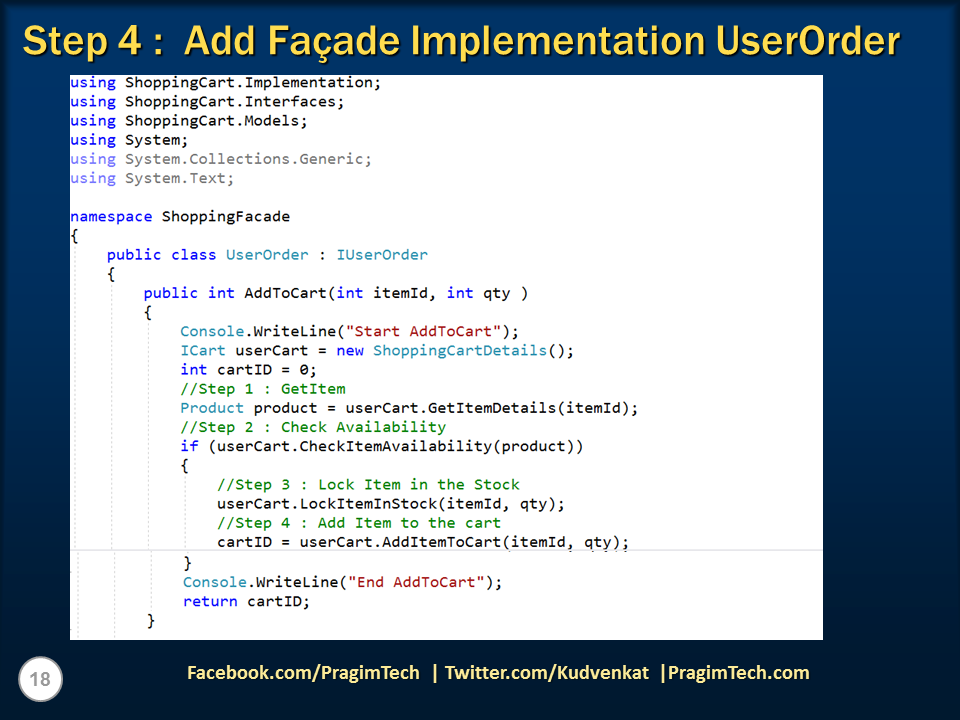 Step 4 :  Add Façade Implementation UserOrder
using ShoppingCart.Implementation;
using ShoppingCart.Interfaces;
using ShoppingCart.Models;
using System;
using System.Collections.Generic;
using System.Text;

namespace ShoppingFacade
{
    public class UserOrder : IUserOrder
    {
        public int AddToCart(int itemId, int qty )
        {
            Console.WriteLine("Start AddToCart");
            ICart userCart = new ShoppingCartDetails();
            int cartID = 0;
            //Step 1 : GetItem
            Product product = userCart.GetItemDetails(itemId);
            //Step 2 : Check Availability
            if (userCart.CheckItemAvailability(product))
            {
                //Step 3 : Lock Item in the Stock
                userCart.LockItemInStock(itemId, qty);
                //Step 4 : Add Item to the cart
                cartID = userCart.AddItemToCart(itemId, qty);
            }
            Console.WriteLine("End AddToCart");
            return cartID;
        }
18
Facebook.com/PragimTech | Twitter.com/Kudvenkat |PragimTech.com